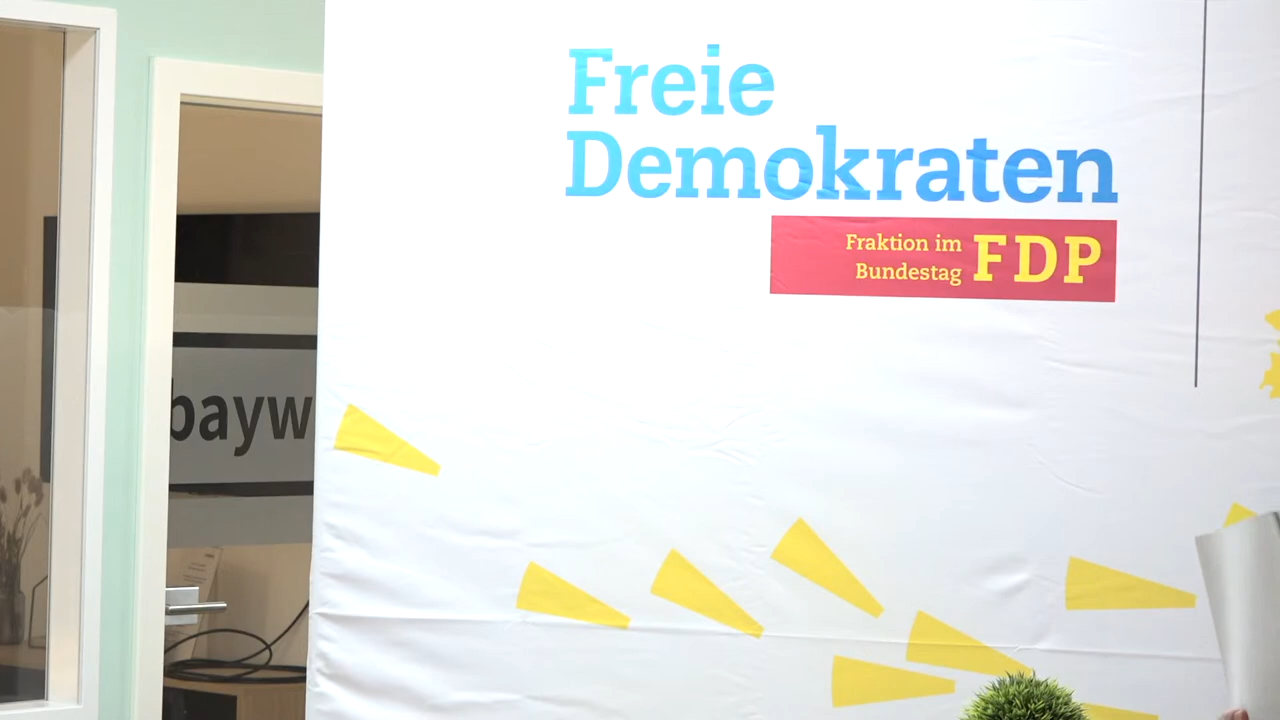 Freie
Demokraten
Fraktion im
Bundestag
FDP
bayw